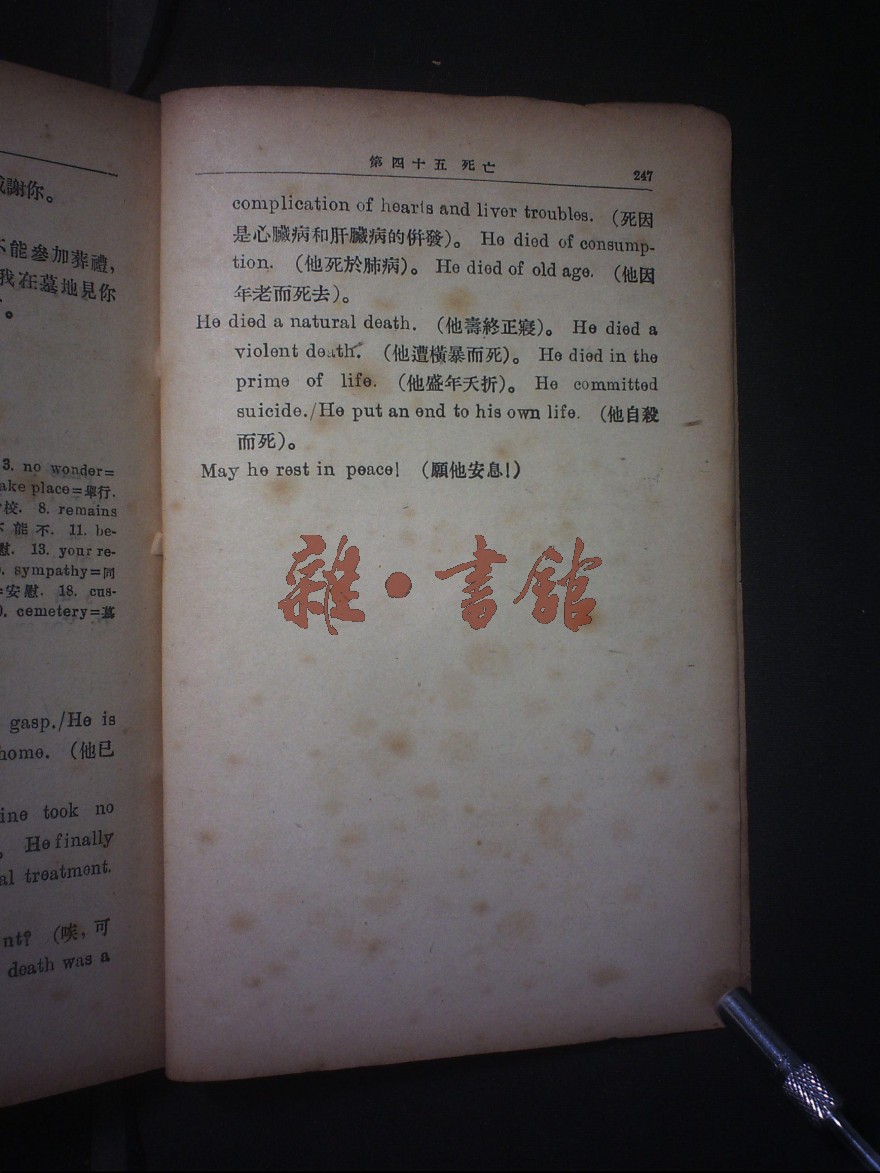 感謝你。
不能參加葬禮,
我在墓地見你
。
3. no wonder=
take place=舉行.
校. 8. remains
不能不. 11. be-
慰. 13. your re-
. sympathy=同
=安慰. 18. cus-
). cemetery=墓
gasp./He is
home. (他已
ine took no
。 He finally
al treatment.
nt? (唉,可
death was a
第四十五 死亡
247
complication of hearts and liver troubles. (死因
是心臟病和肝臟病的併發)。 He died of consump-
tion. (他死於肺病)。 He died of old age. (他因
年老而死去)。
He died a natural death. (他壽終正寢)。 He died a
violent death. (他遭橫暴而死)。 He died in the
prime of life. (他盛年夭折)。 He committed
suicide./He put an end to his own life. (他自殺
而死)。
May he rest in peace! (願他安息!)
雜·書館